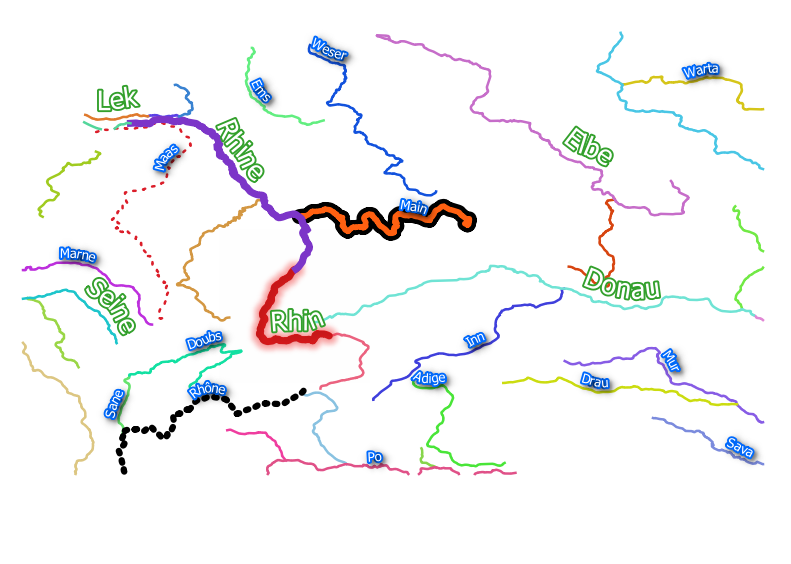 Weser
Warta
Ems
Lek
Rhine
Elbe
Maas
Main
Marne
Seine
Donau
Rhin
Doubs
Inn
Mur
Adige
Drau
Rhône
Sane
Sava
Po